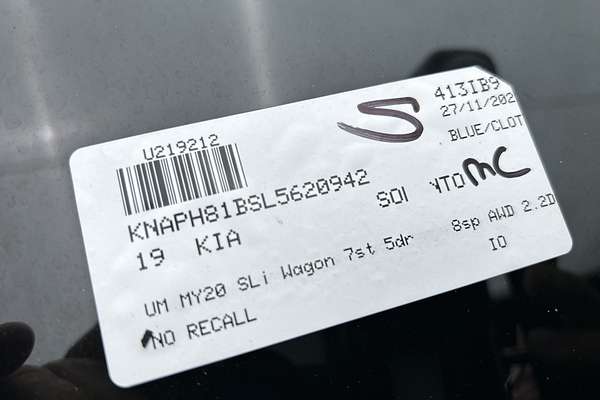 U219212
413IB9
27/11/202
S
BLUE/CLOT
KNAPH81BSL5620942
SOI
NTO MC
19 KIA
UM MY20 SLi Wagon 7st 5dr 8sp AWD 2.2D
IO
NO RECALL